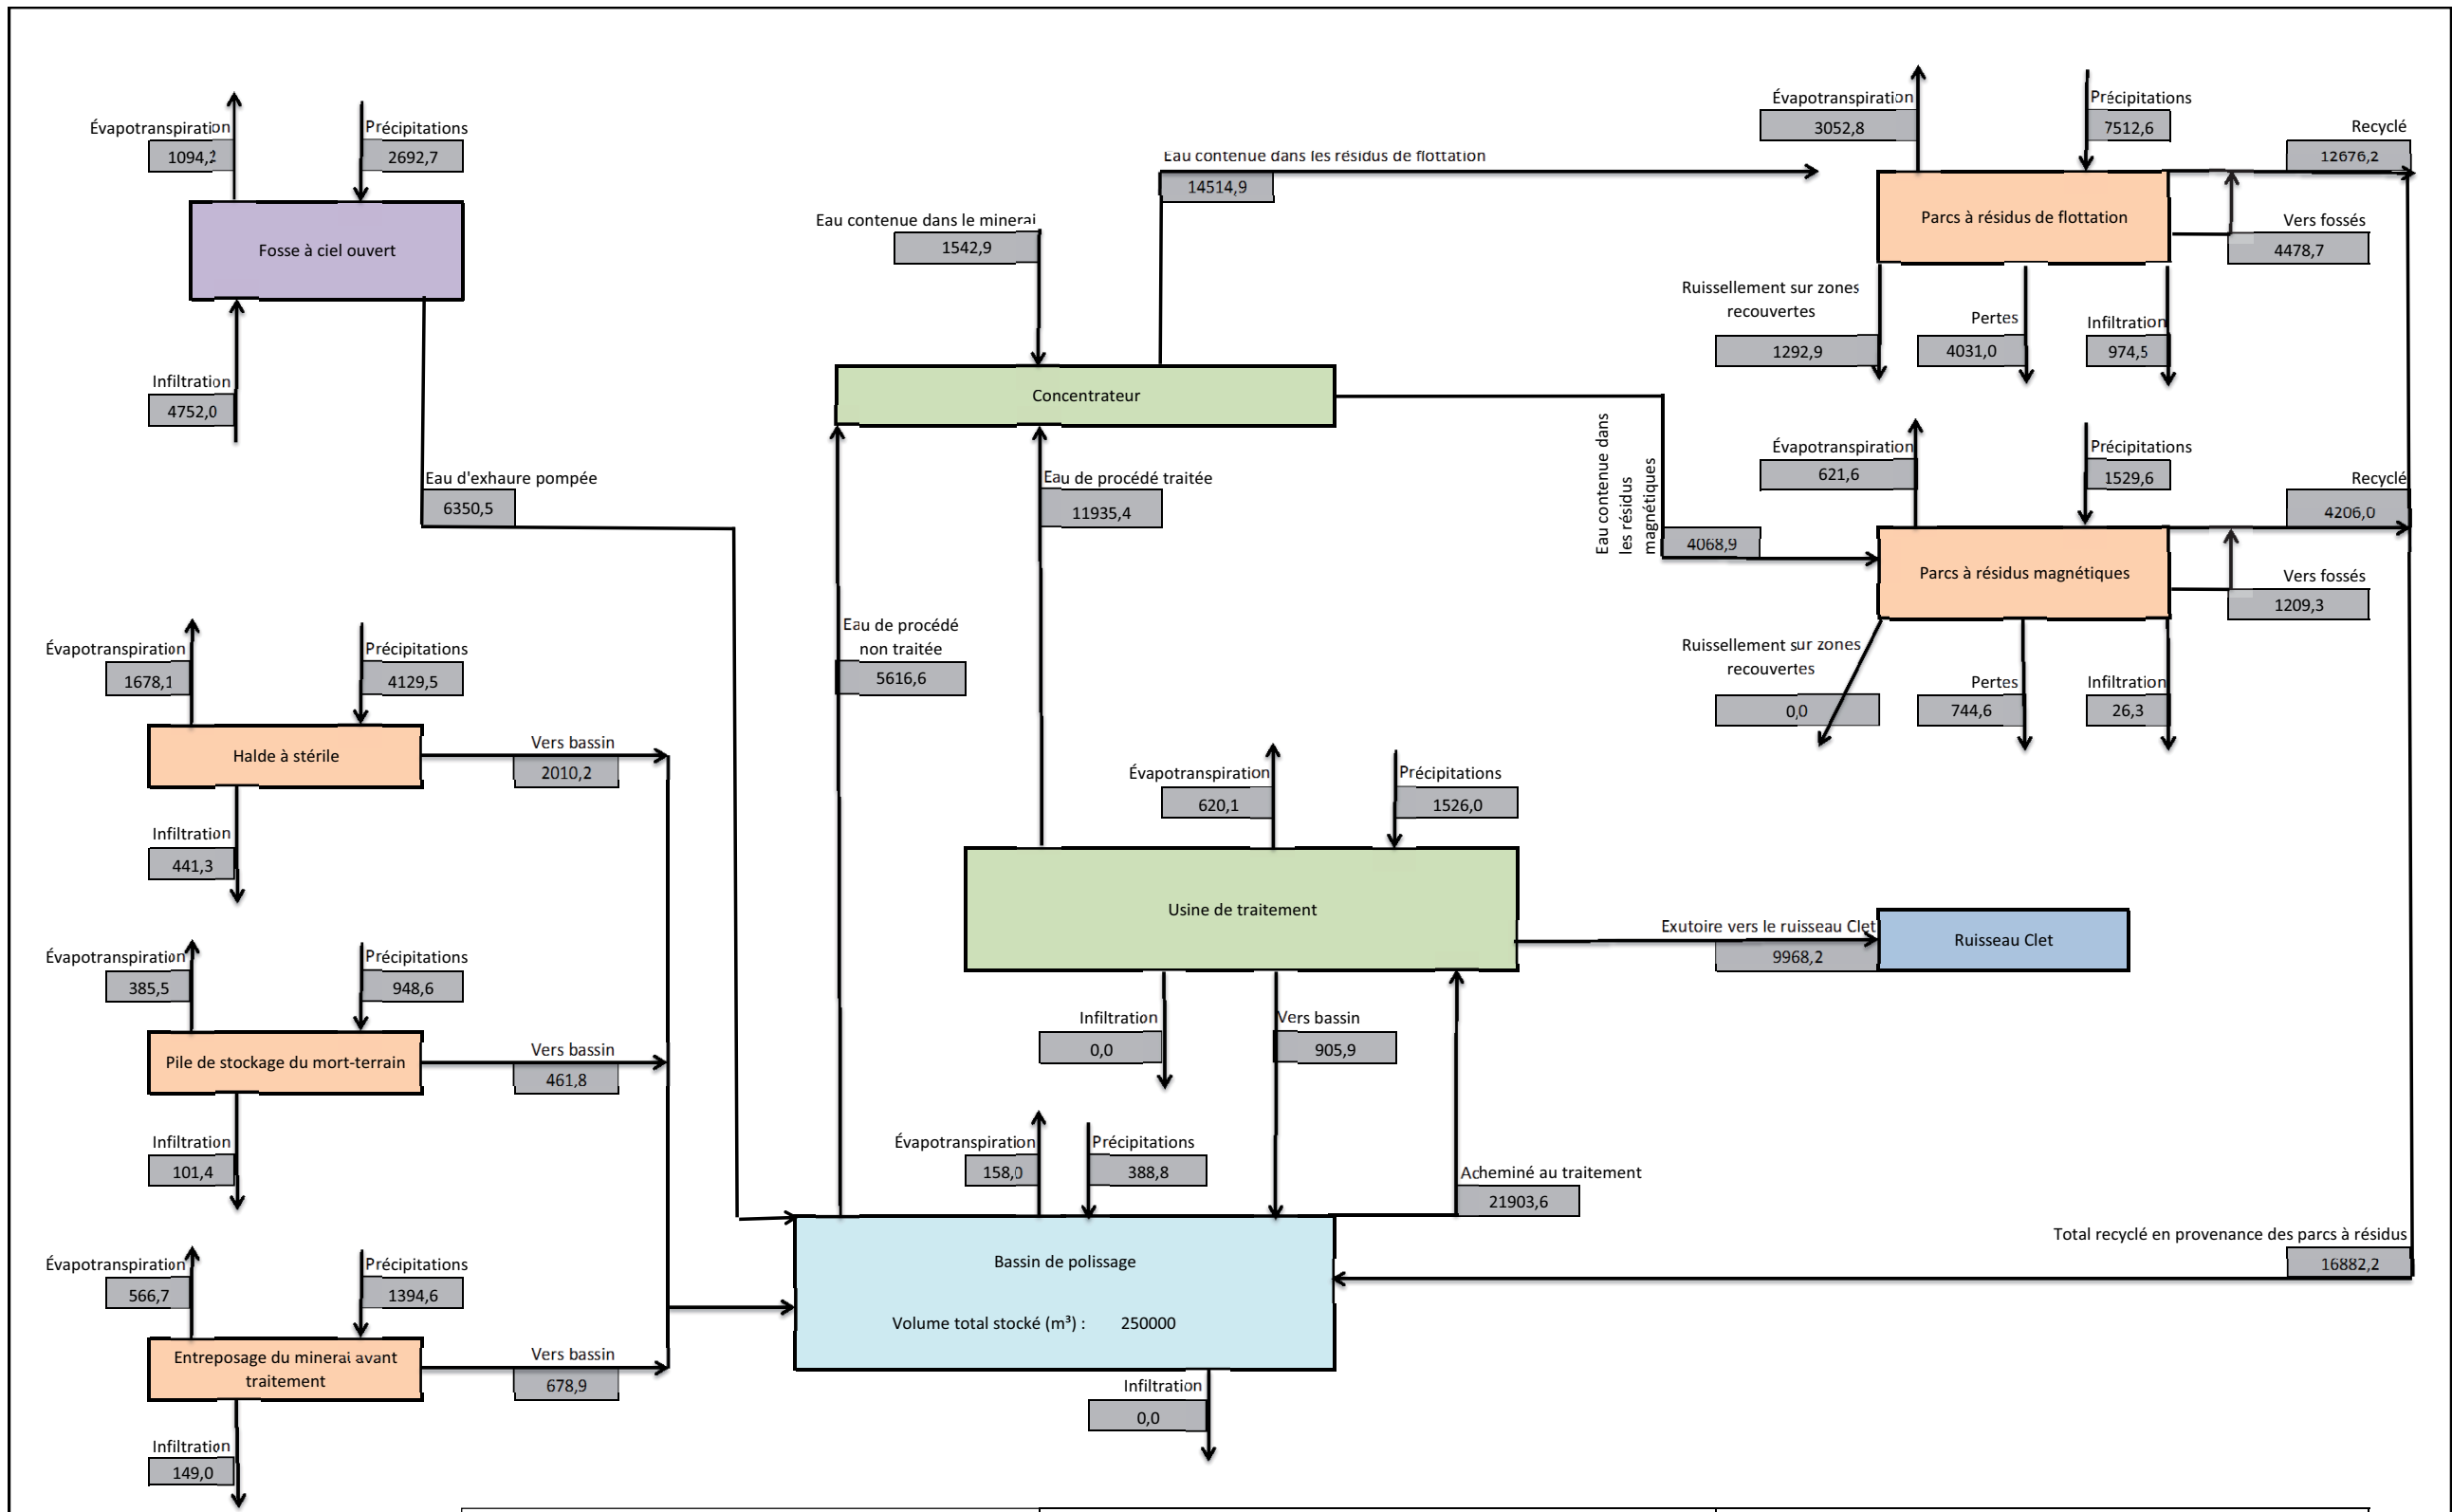 Évapotranspiration
1094,2
Précipitations
2692,7
Fosse à ciel ouvert
Infiltration
4752,0
Eau d'exhaure pompée
6350,5
Évapotranspiration
1678,1
Précipitations
4129,5
Halde à stérile
Vers bassin
2010,2
Infiltration
441,3
Évapotranspiration
385,5
Précipitations
948,6
Pile de stockage du mort-terrain
Vers bassin
461,8
Infiltration
101,4
Évapotranspiration
566,7
Précipitations
1394,6
Entreposage du minerai avant
traitement
Vers bassin
678,9
Infiltration
149,0
Eau contenue dans les résidus de flottation
14514,9
Eau contenue dans le minerai
1542,9
Concentrateur
Eau de procédé traitée
11935,4
Eau de procédé
non traitée
5616,6
Eau contenue dans
les résidus
magnétiques
4068,9
Évapotranspiration
620,1
Précipitations
1526,0
Usine de traitement
Exutoire vers le ruisseau Clet
9968,2
Ruisseau Clet
Infiltration
0,0
Vers bassin
905,9
Évapotranspiration
158,0
Précipitations
388,8
Acheminé au traitement
21903,6
Bassin de polissage
Volume total stocké (m³) : 250000
Infiltration
0,0
Évapotranspiration
3052,8
Précipitations
7512,6
Recyclé
12676,2
Parcs à résidus de flottation
Vers fossés
4478,7
Ruissellement sur zones
recouvertes
1292,9
Pertes
4031,0
Infiltration
974,5
Évapotranspiration
621,6
Précipitations
1529,6
Recyclé
4206,0
Parcs à résidus magnétiques
Vers fossés
1209,3
Ruissellement sur zones
recouvertes
0,0
Pertes
744,6
Infiltration
26,3
Total recyclé en provenance des parcs à résidus
16882,2